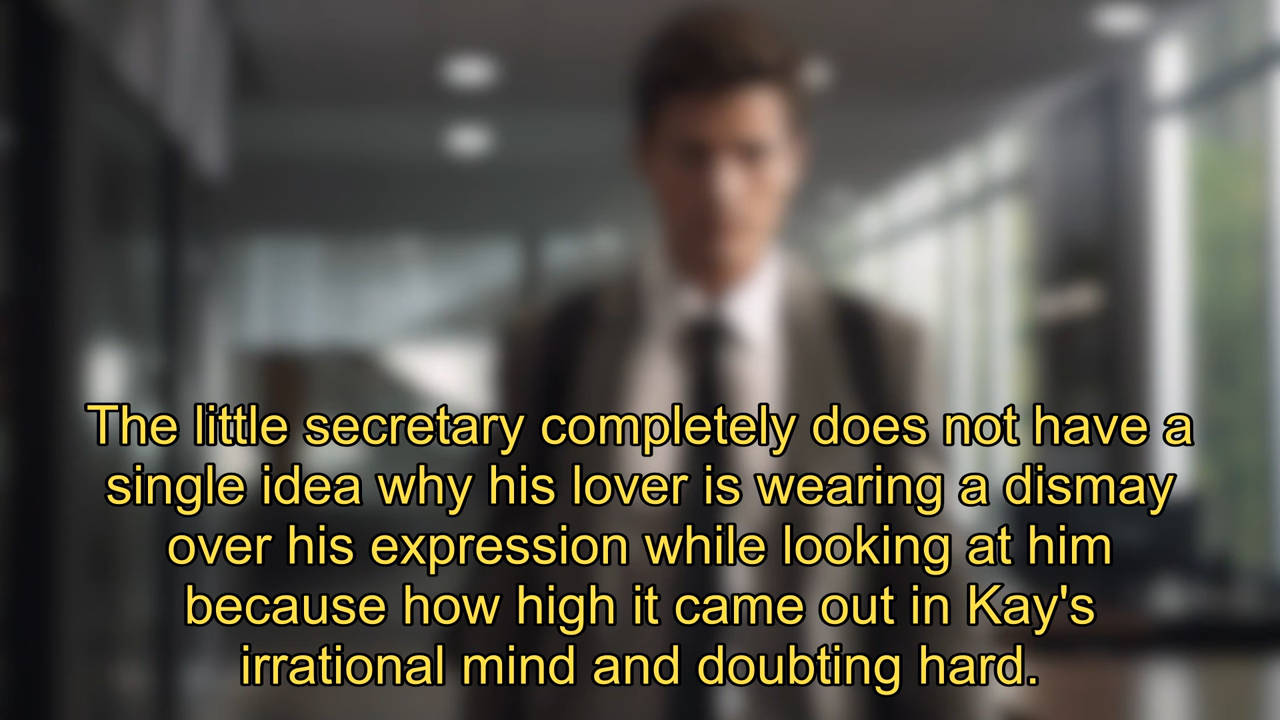 The little secretary completely does not have a
single idea why his lover is wearing a dismay
over his expression while looking at him
because how high it came out in Kay's
irrational mind and doubting hard.